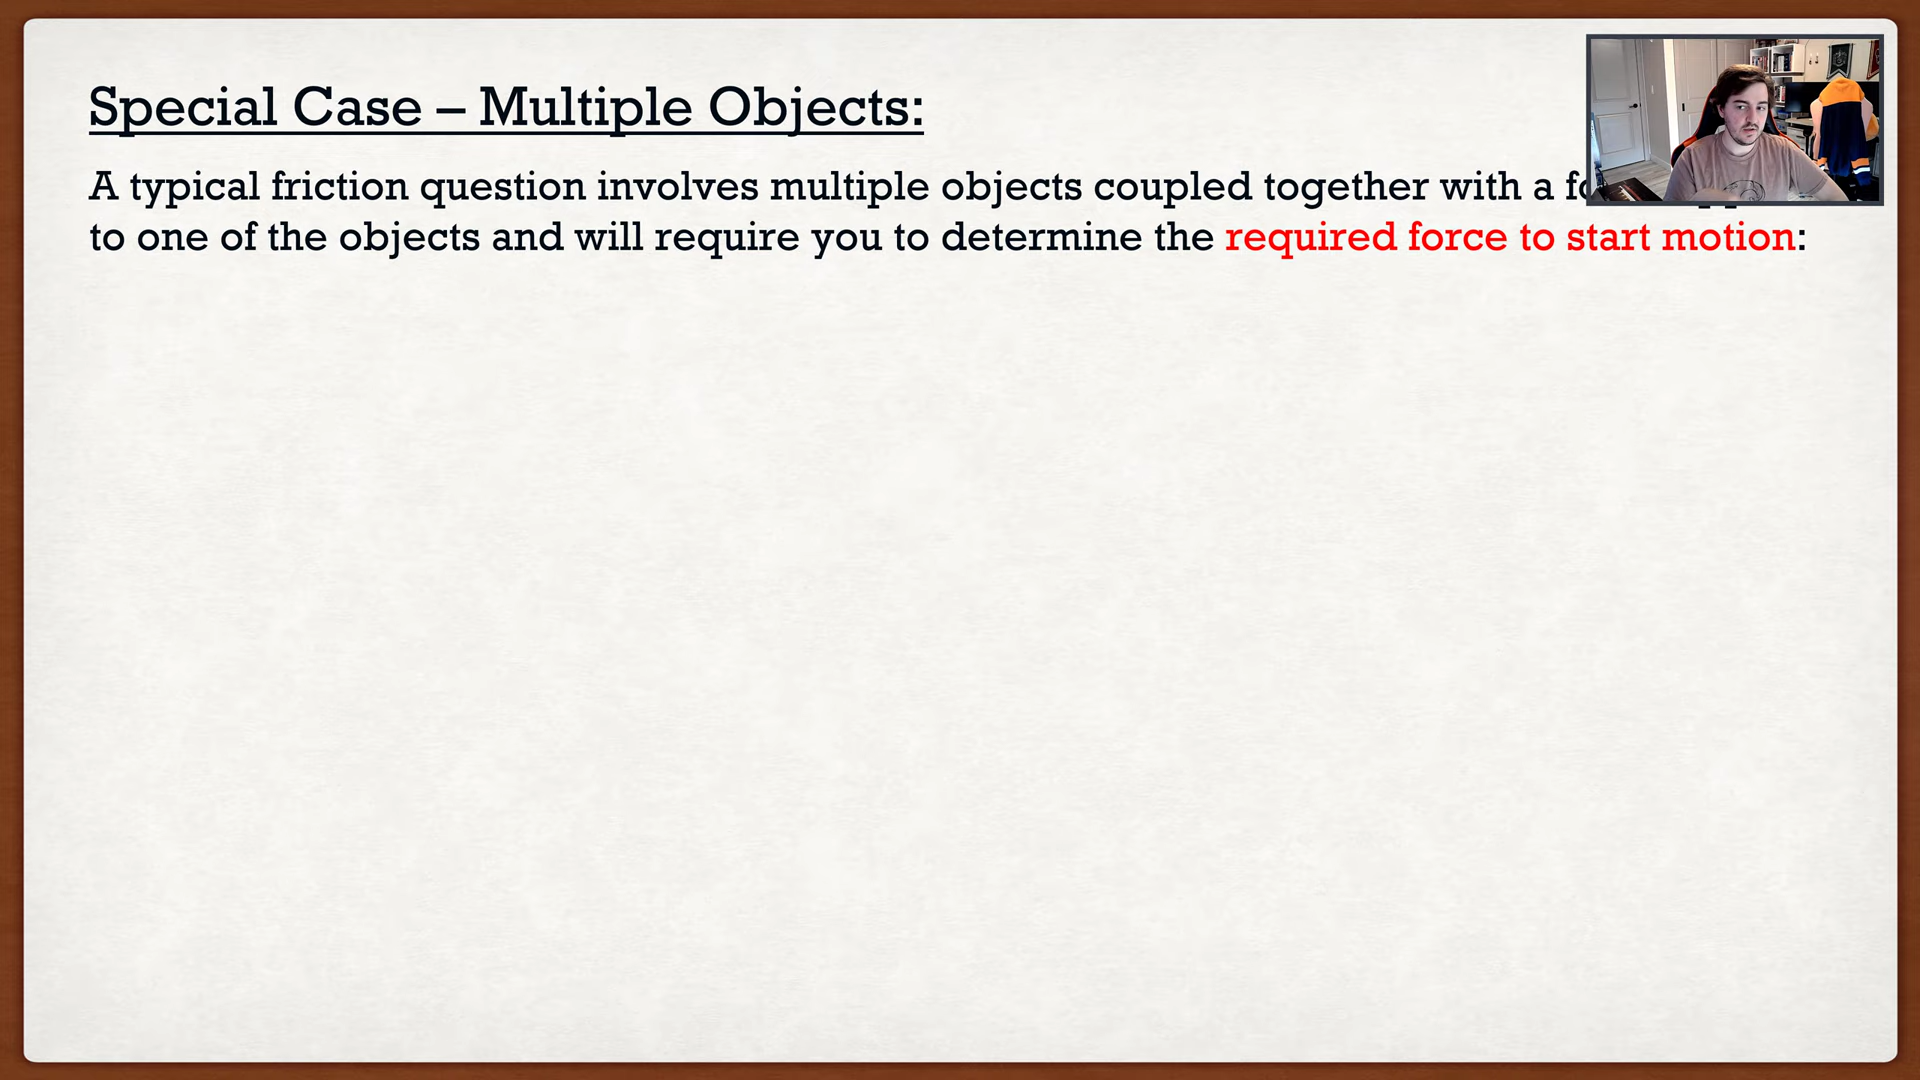 Special Case – Multiple Objects:
A typical friction question involves multiple objects coupled together with a
to one of the objects and will require you to determine the required force to start motion: